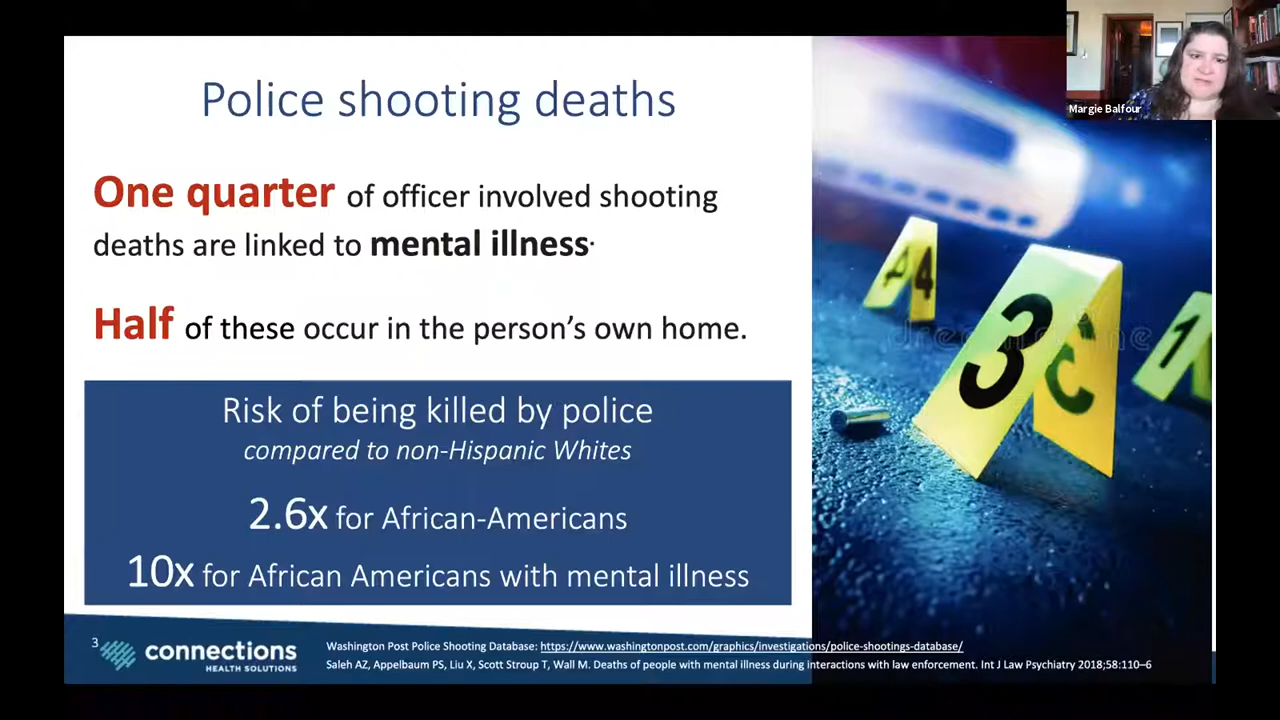 Police shooting deaths
One quarter of officer involved shooting
deaths are linked to mental illness.
Half of these occur in the person's own home.
Risk of being killed by police
compared to non-Hispanic Whites
2.6x for African-Americans
10x for African Americans with mental illness
3
connections
HEALTH SOLUTIONS
Washington Post Police Shooting Database: https://www.washingtonpost.com/graphics/investigations/police-shootings-database/
Saleh AZ, Appelbaum PS, Liu X, Scott Stroup T, Wall M. Deaths of people with mental illness during interactions with law enforcement. Int J Law Psychiatry 2018;58:110–6
Margie Balfour
4
3
C
1